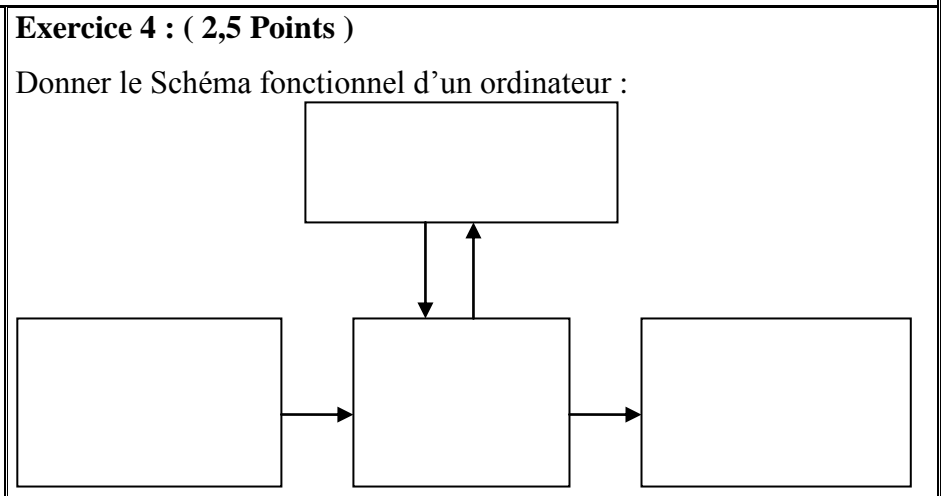 Exercice 4 : ( 2,5 Points )
Donner le Schéma fonctionnel d’un ordinateur :